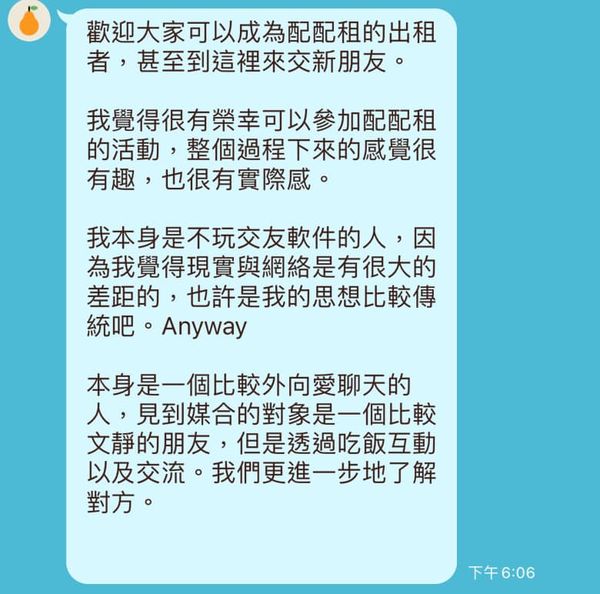 歡迎大家可以成為配配租的出租
者，甚至到這裡來交新朋友。
我覺得很有榮幸可以參加配配租
的活動，整個過程下來的感覺很
有趣，也很有實際感。
我本身是不玩交友軟件的人，因
為我覺得現實與網絡是有很大的
差距的，也許是我的思想比較傳
統吧。Anyway
本身是一個比較外向愛聊天的
人，見到媒合的對象是一個比較
文靜的朋友，但是透過吃飯互動
以及交流。我們更進一步地了解
對方。
下午6:06